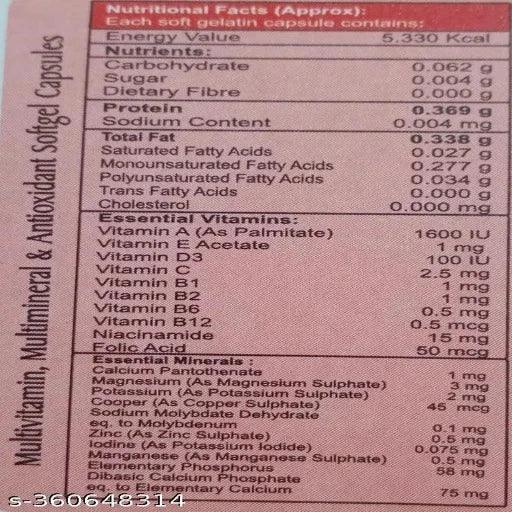 Multivitamin, Multimineral & Antioxidant Softgel Capsules
Nutritional Facts (Approx):
Each soft gelatin capsule contains:
Energy Value 5.330 Kcal
Nutrients:
Carbohydrate 0.062 g
Sugar 0.004 g
Dietary Fibre 0.000 g
Protein 0.369 g
Sodium Content 0.004 mg
Total Fat 0.338 g
Saturated Fatty Acids 0.027 g
Monounsaturated Fatty Acids 0.277 g
Polyunsaturated Fatty Acids 0.034 g
Trans Fatty Acids 0.000 g
Cholesterol 0.000 mg
Essential Vitamins:
Vitamin A (As Palmitate) 1600 IU
Vitamin E Acetate 1 mg
Vitamin D3 100 IU
Vitamin C 2.5 mg
Vitamin B1 1 mg
Vitamin B2 1 mg
Vitamin B6 0.5 mg
Vitamin B12 0.5 mcg
Niacinamide 15 mg
Folic Acid 50 mcg
Essential Minerals :
Calcium Pantothenate 1 mg
Magnesium (As Magnesium Sulphate) 3 mg
Potassium (As Potassium Sulphate) 2 mg
Cooper (As Copper Sulphate) 45 mcg
Sodium Molybdate Dehydrate
eq. to Molybdenum 0.1 mg
Zinc (As Zinc Sulphate) 0.5 mg
Iodine (As Potassium Iodide) 0.075 mg
Manganese (As Manganese Sulphate) 0.5 mg
Elementary Phosphorus 58 mg
Dibasic Calcium Phosphate
eq. to Elementary Calcium 75 mg
s-360648314